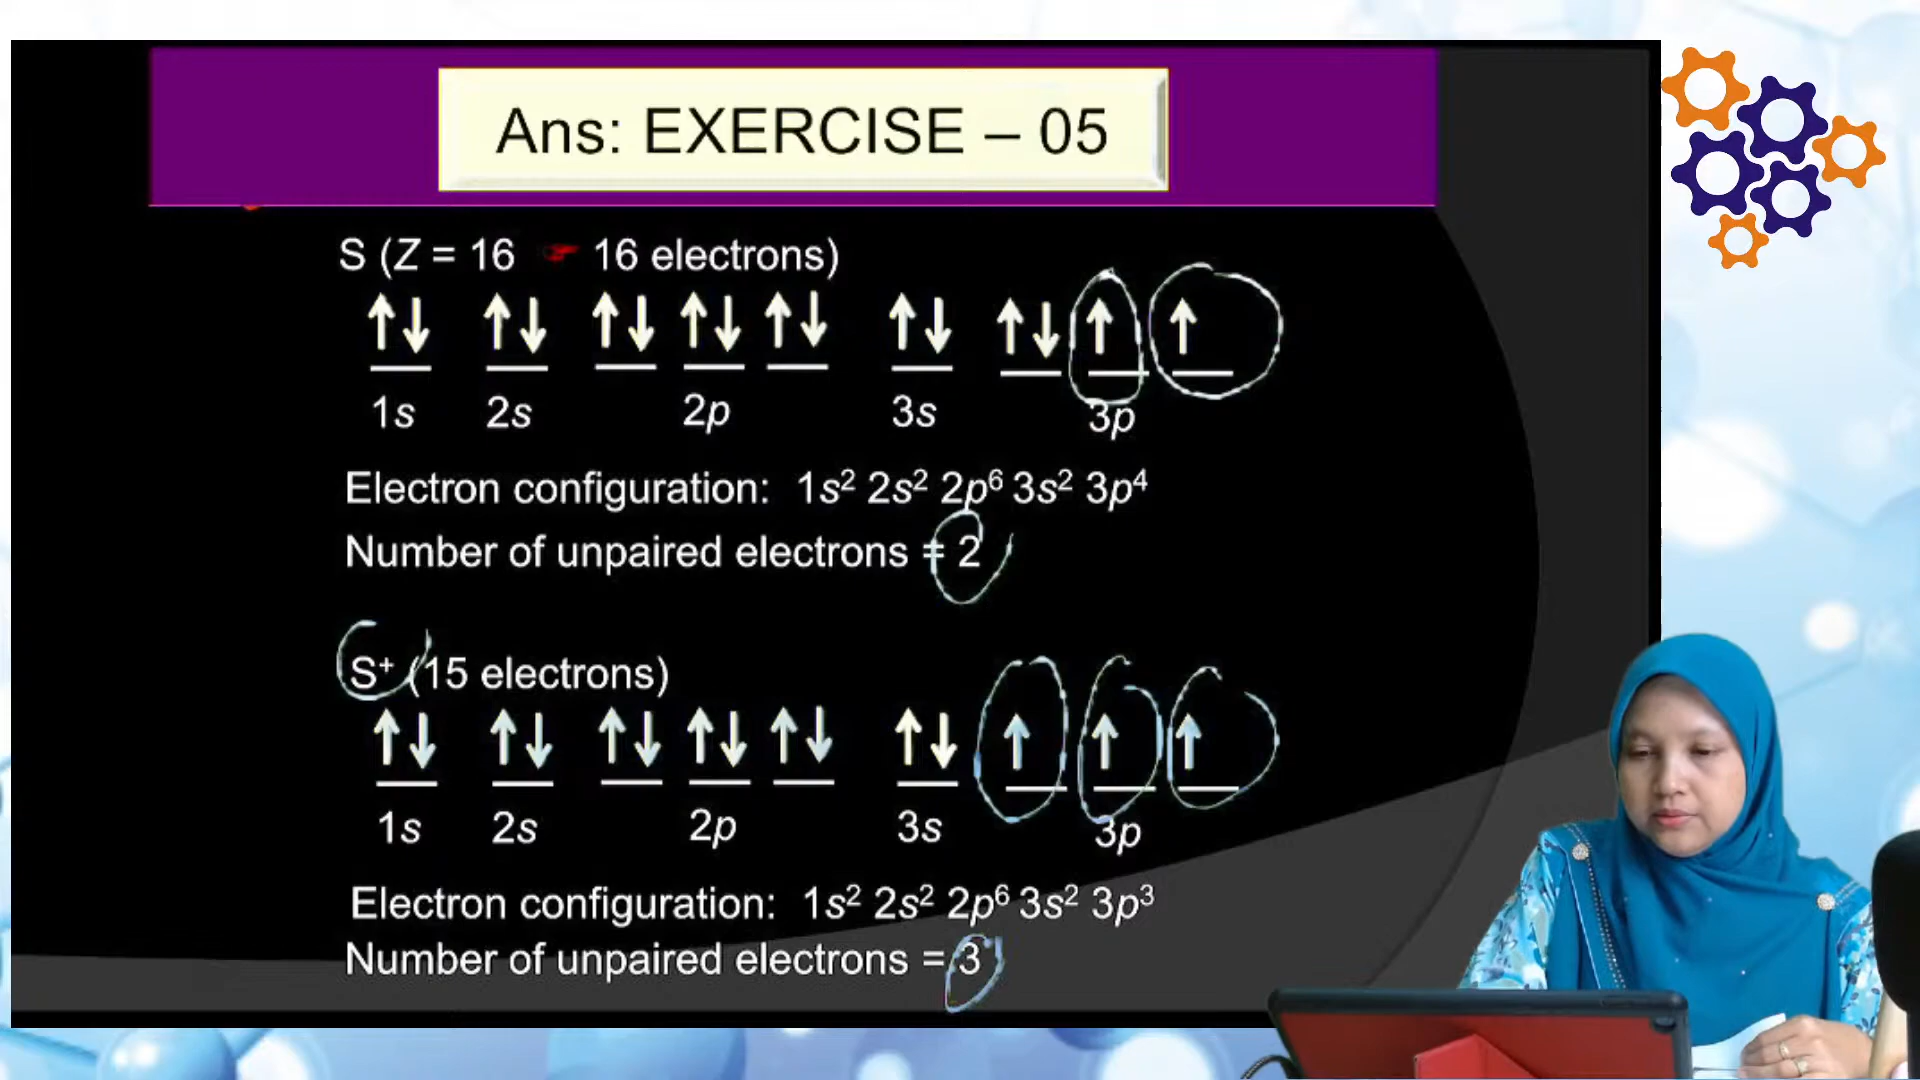 Ans: EXERCISE – 05
S (Z = 16 ☞ 16 electrons)
↑↓ ↑↓ ↑↓ ↑↓ ↑↓ ↑↓ ↑↓ ↑ ↑
1s 2s 2p 3s 3p
Electron configuration: 1s² 2s² 2p⁶ 3s² 3p⁴
Number of unpaired electrons = 2
S⁺ (15 electrons)
↑↓ ↑↓ ↑↓ ↑↓ ↑↓ ↑↓ ↑ ↑ ↑
1s 2s 2p 3s 3p
Electron configuration: 1s² 2s² 2p⁶ 3s² 3p³
Number of unpaired electrons = 3